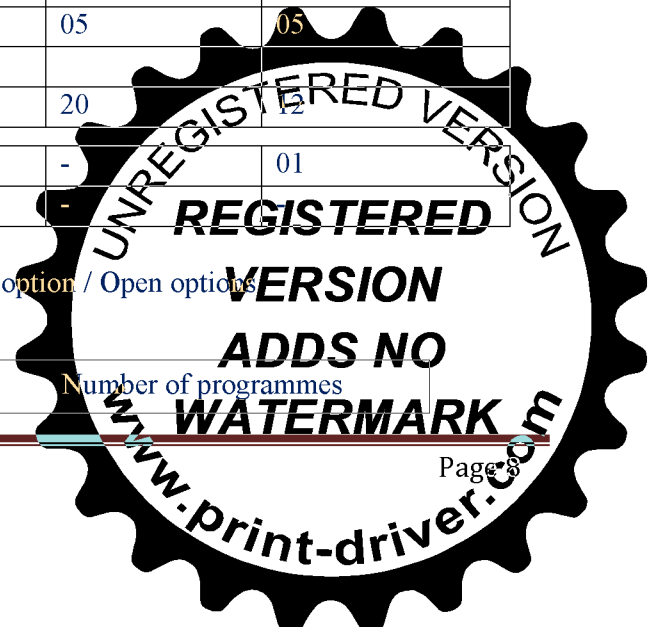 05 05
20 12
UNREGISTERED VERSION
- 01
- -
REGISTERED
option / Open options
VERSION
ADDS NO
Number of programmes
WATERMARK
Page 8
www.print-driver.com